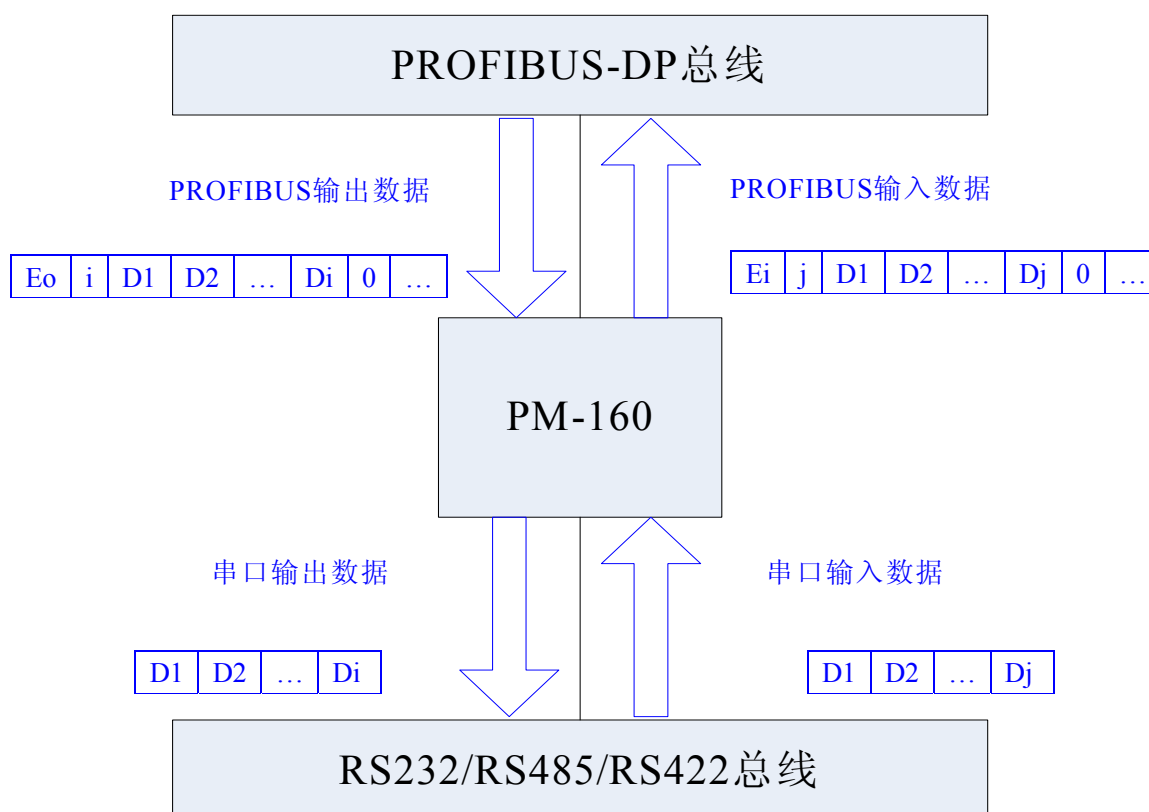 PROFIBUS-DP总线
PROFIBUS输出数据
PROFIBUS输入数据
Eo i D1 D2 … Di 0 …
Ei j D1 D2 … Dj 0 …
PM-160
串口输出数据
串口输入数据
D1 D2 … Di
D1 D2 … Dj
RS232/RS485/RS422总线